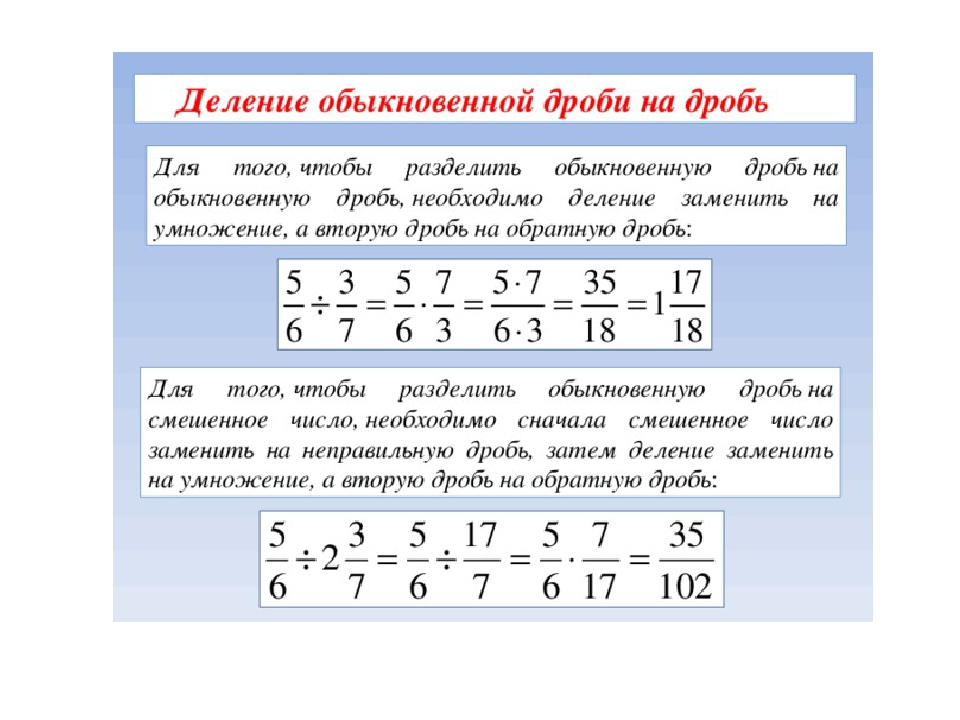 Деление обыкновенной дроби на дробь
Для того, чтобы разделить обыкновенную дробь на
обыкновенную дробь, необходимо деление заменить на
умножение, а вторую дробь на обратную дробь:
5/6 ÷ 3/7 = 5/6 · 7/3 = 5·7/6·3 = 35/18 = 1 17/18
Для того, чтобы разделить обыкновенную дробь на
смешенное число, необходимо сначала смешенное число
заменить на неправильную дробь, затем деление заменить
на умножение, а вторую дробь на обратную дробь:
5/6 ÷ 2 3/7 = 5/6 ÷ 17/7 = 5/6 · 7/17 = 35/102